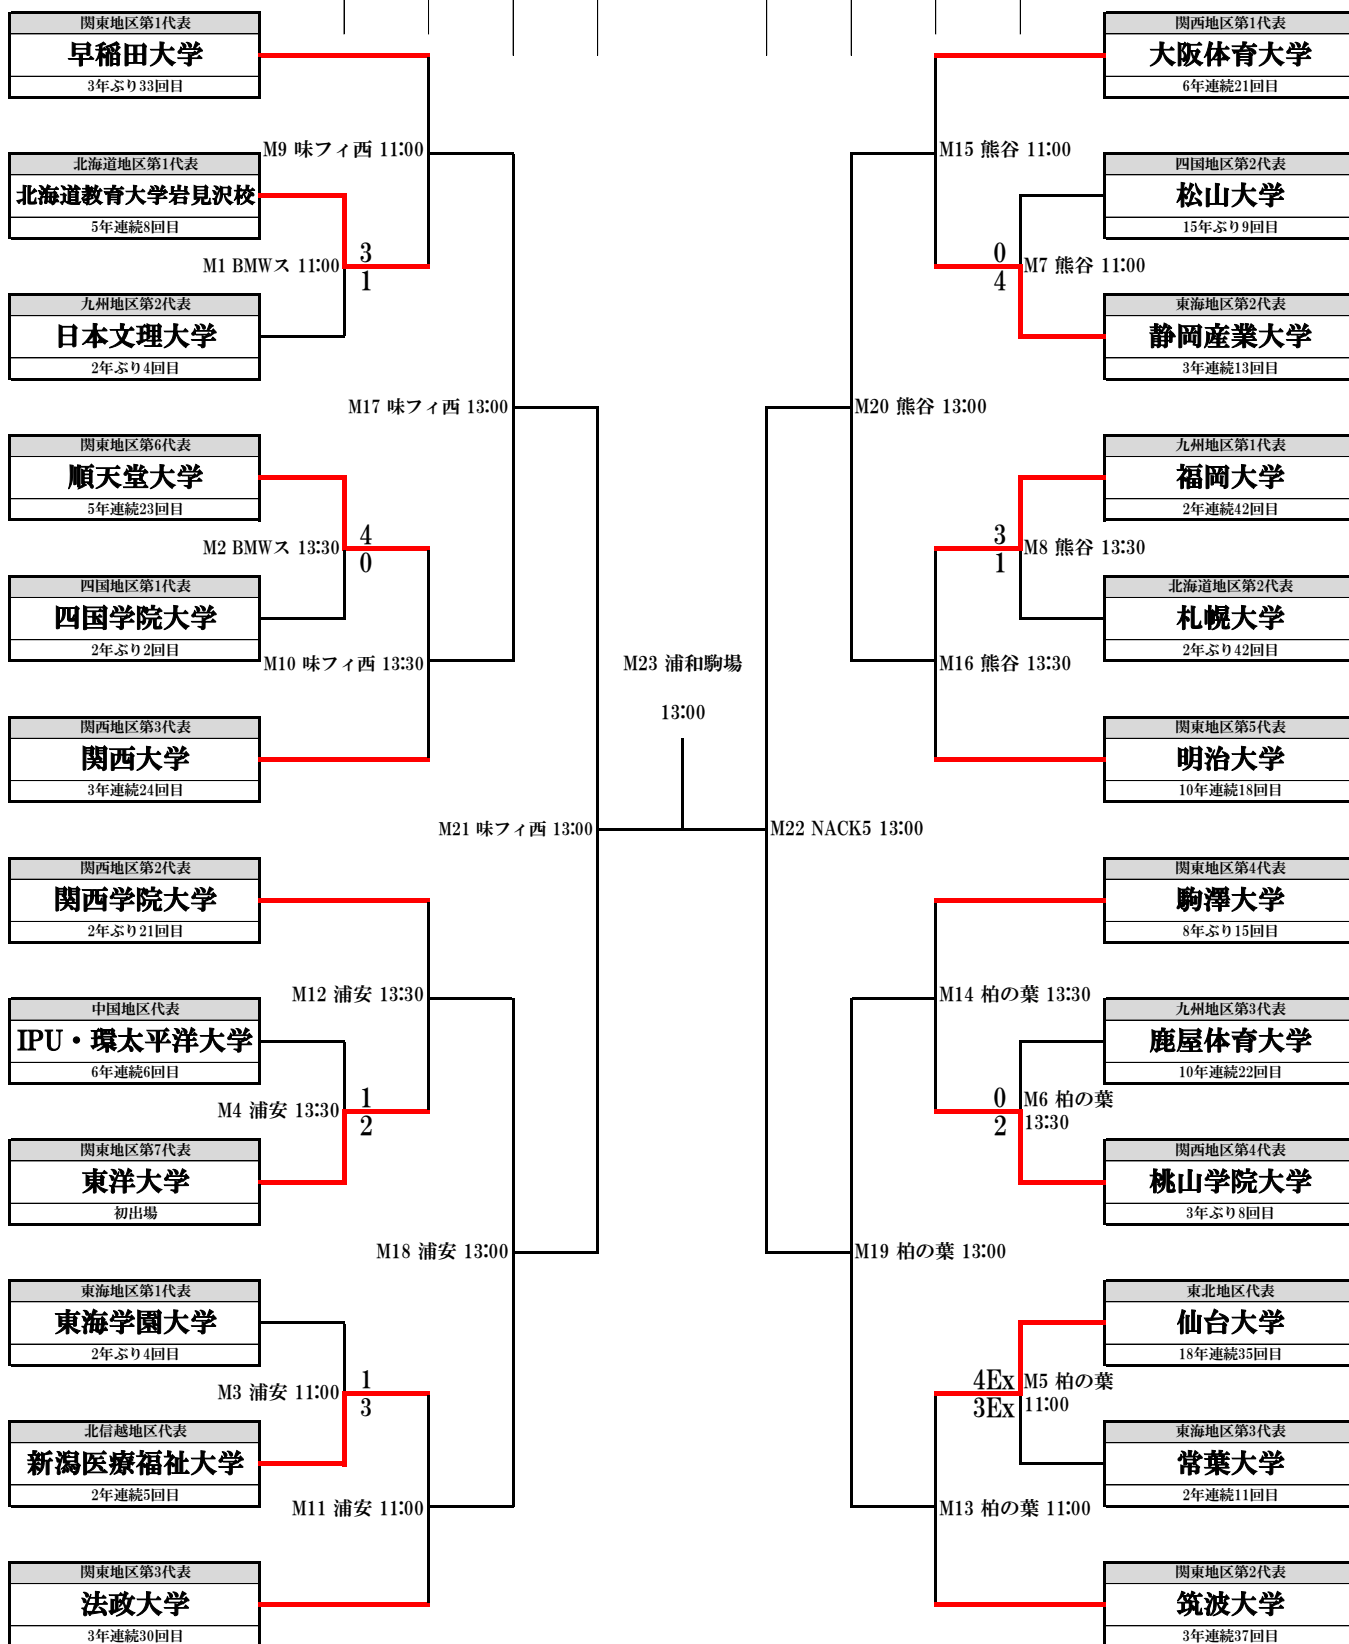 関東地区第1代表
早稲田大学
3年ぶり33回目
M9 味フィ西 11:00
北海道地区第1代表
北海道教育大学岩見沢校
5年連続8回目
M1 BMWス 11:00
3
1
九州地区第2代表
日本文理大学
2年ぶり4回目
M17 味フィ西 13:00
関東地区第6代表
順天堂大学
5年連続23回目
M2 BMWス 13:30
4
0
四国地区第1代表
四国学院大学
2年ぶり2回目
M10 味フィ西 13:30
関西地区第3代表
関西大学
3年連続24回目
M21 味フィ西 13:00
関西地区第2代表
関西学院大学
2年ぶり21回目
M12 浦安 13:30
中国地区代表
IPU・環太平洋大学
6年連続6回目
M4 浦安 13:30
1
2
関東地区第7代表
東洋大学
初出場
M18 浦安 13:00
東海地区第1代表
東海学園大学
2年ぶり4回目
M3 浦安 11:00
1
3
北信越地区代表
新潟医療福祉大学
2年連続5回目
M11 浦安 11:00
関東地区第3代表
法政大学
3年連続30回目
M23 浦和駒場
13:00
関西地区第1代表
大阪体育大学
6年連続21回目
M15 熊谷 11:00
四国地区第2代表
松山大学
15年ぶり9回目
0
4
M7 熊谷 11:00
東海地区第2代表
静岡産業大学
3年連続13回目
M20 熊谷 13:00
九州地区第1代表
福岡大学
2年連続42回目
3
1
M8 熊谷 13:30
北海道地区第2代表
札幌大学
2年ぶり42回目
M16 熊谷 13:30
関東地区第5代表
明治大学
10年連続18回目
M22 NACK5 13:00
関東地区第4代表
駒澤大学
8年ぶり15回目
M14 柏の葉 13:30
九州地区第3代表
鹿屋体育大学
10年連続22回目
0
2
M6 柏の葉
13:30
関西地区第4代表
桃山学院大学
3年ぶり8回目
M19 柏の葉 13:00
東北地区代表
仙台大学
18年連続35回目
4Ex
3Ex
M5 柏の葉
11:00
東海地区第3代表
常葉大学
2年連続11回目
M13 柏の葉 11:00
関東地区第2代表
筑波大学
3年連続37回目